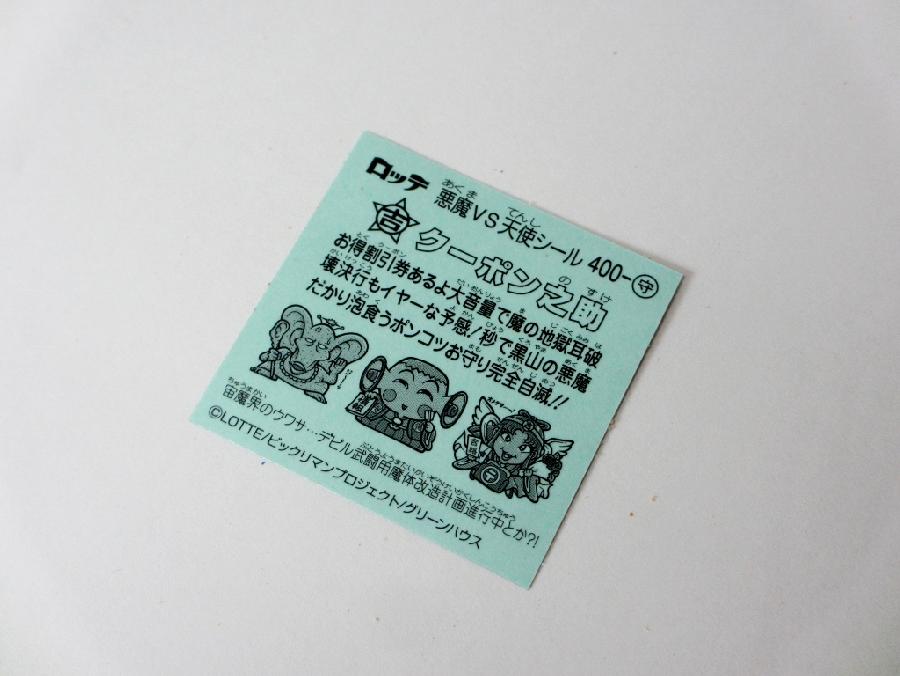 ロッテ
悪魔VS天使シール 400-守
吉 クーポン之助
お得割引券あるよ大音量で魔の地獄耳破
壊決行もイヤーな予感!秒で黒山の悪魔
だかり泡食うポンコツお守り完全自滅!!
宙魔界のウワサ…デビル武闘用魔体改造計画進行中とか?!
©LOTTE/ビックリマンプロジェクト/グリーンハウス